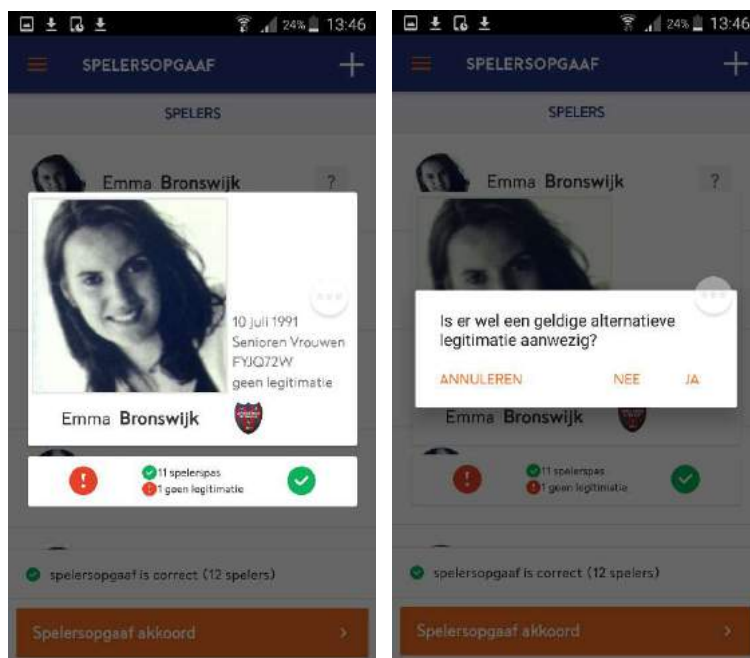 24% 13:46
SPELERSOPGAAF
SPELERS
Emma Bronswijk ?
10 juli 1991
Senioren Vrouwen
FYJQ72W
geen legitimatie
Emma Bronswijk
11 spelerspas
1 geen legitimatie
spelersopgaaf is correct (12 spelers)
Spelersopgaaf akkoord
24% 13:46
SPELERSOPGAAF
SPELERS
Emma Bronswijk ?
Is er wel een geldige alternatieve
legitimatie aanwezig?
ANNULEREN NEE JA
Emma Bronswijk
11 spelerspas
1 geen legitimatie
spelersopgaaf is correct (12 spelers)
Spelersopgaaf akkoord